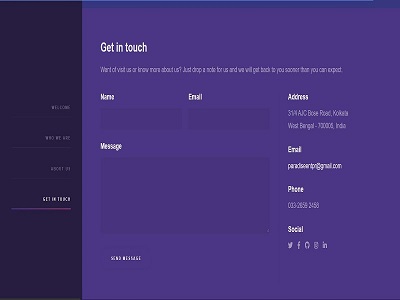 Get in touch
Want of visit us or know more about us? Just drop a note for us and we will get back to you sooner than you can expect.
WELCOME
WHO WE ARE
ABOUT US
GET IN TOUCH
Name
Email
Message
SEND MESSAGE
Address
31/4 AJC Bose Road, Kolkata
West Bengal - 700006, India
Email
paradiseentpr@gmail.com
Phone
033-2659 2458
Social